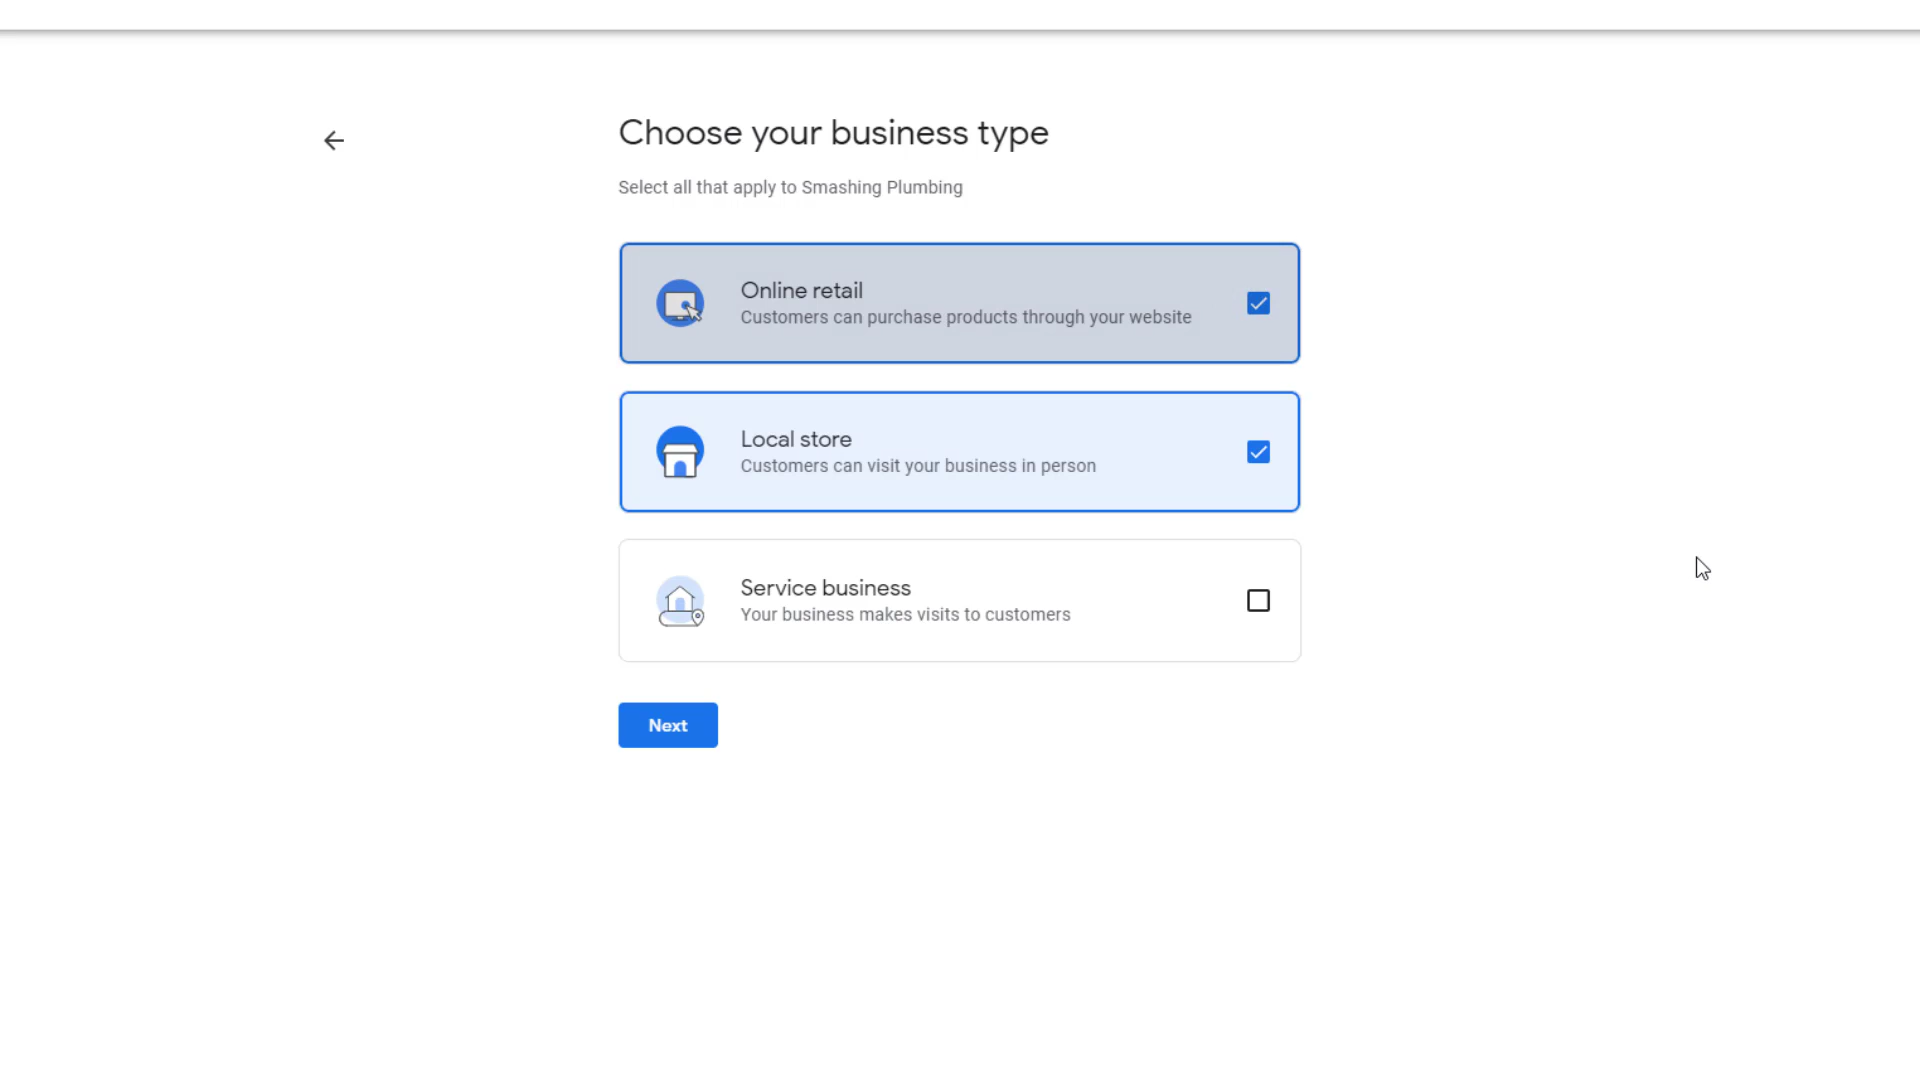 Choose your business type
Select all that apply to Smashing Plumbing
Online retail
Customers can purchase products through your website
Local store
Customers can visit your business in person
Service business
Your business makes visits to customers
Next